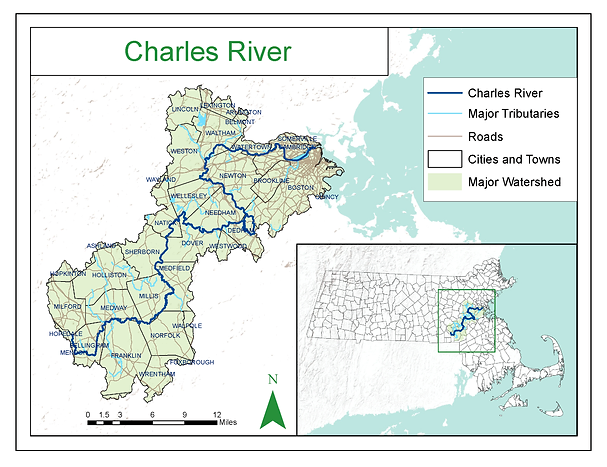 Charles River
Charles River
Major Tributaries
Roads
Cities and Towns
Major Watershed
LEXINGTON
LINCOLN
ARLINGTON
BELMONT
WALTHAM
SOMERVILLE
WATERTOWN
CAMBRIDGE
WESTON
NEWTON
WAYLAND
BROOKLINE
BOSTON
WELLESLEY
QUINCY
NEEDHAM
NATICK
DEDHAM
DOVER
WESTWOOD
ASHLAND
SHERBORN
MEDFIELD
HOPKINTON
HOLLISTON
MILLIS
MILFORD
MEDWAY
WALPOLE
HOPEDALE
NORFOLK
BELLINGHAM
MENDON
FRANKLIN
FOXBOROUGH
WRENTHAM
N
0 1.5 3 6 9 12
Miles